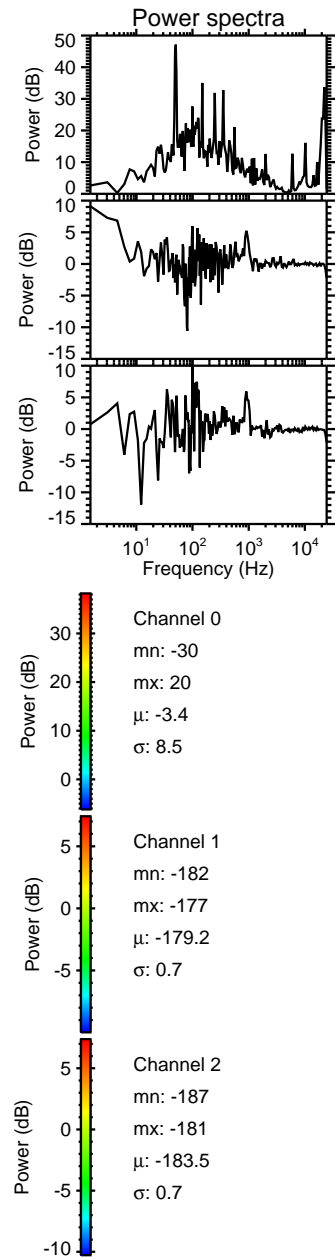 Power spectra
50
40
30
20
10
0
Power (dB)
10
5
0
-5
-10
-15
Power (dB)
10
5
0
-5
-10
-15
Power (dB)
10¹ 10² 10³ 10⁴
Frequency (Hz)
30
20
10
0
Power (dB)
Channel 0
mn: -30
mx: 20
μ: -3.4
σ: 8.5
5
0
-5
Power (dB)
Channel 1
mn: -182
mx: -177
μ: -179.2
σ: 0.7
5
0
-5
-10
Power (dB)
Channel 2
mn: -187
mx: -181
μ: -183.5
σ: 0.7